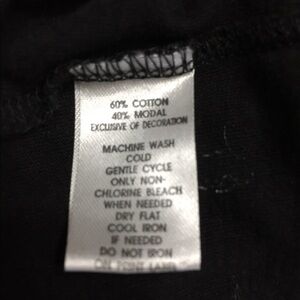 60% COTTON
40% MODAL
EXCLUSIVE OF DECORATION
MACHINE WASH
COLD
GENTLE CYCLE
ONLY NON-
CHLORINE BLEACH
WHEN NEEDED
DRY FLAT
COOL IRON
IF NEEDED
DO NOT IRON
ON